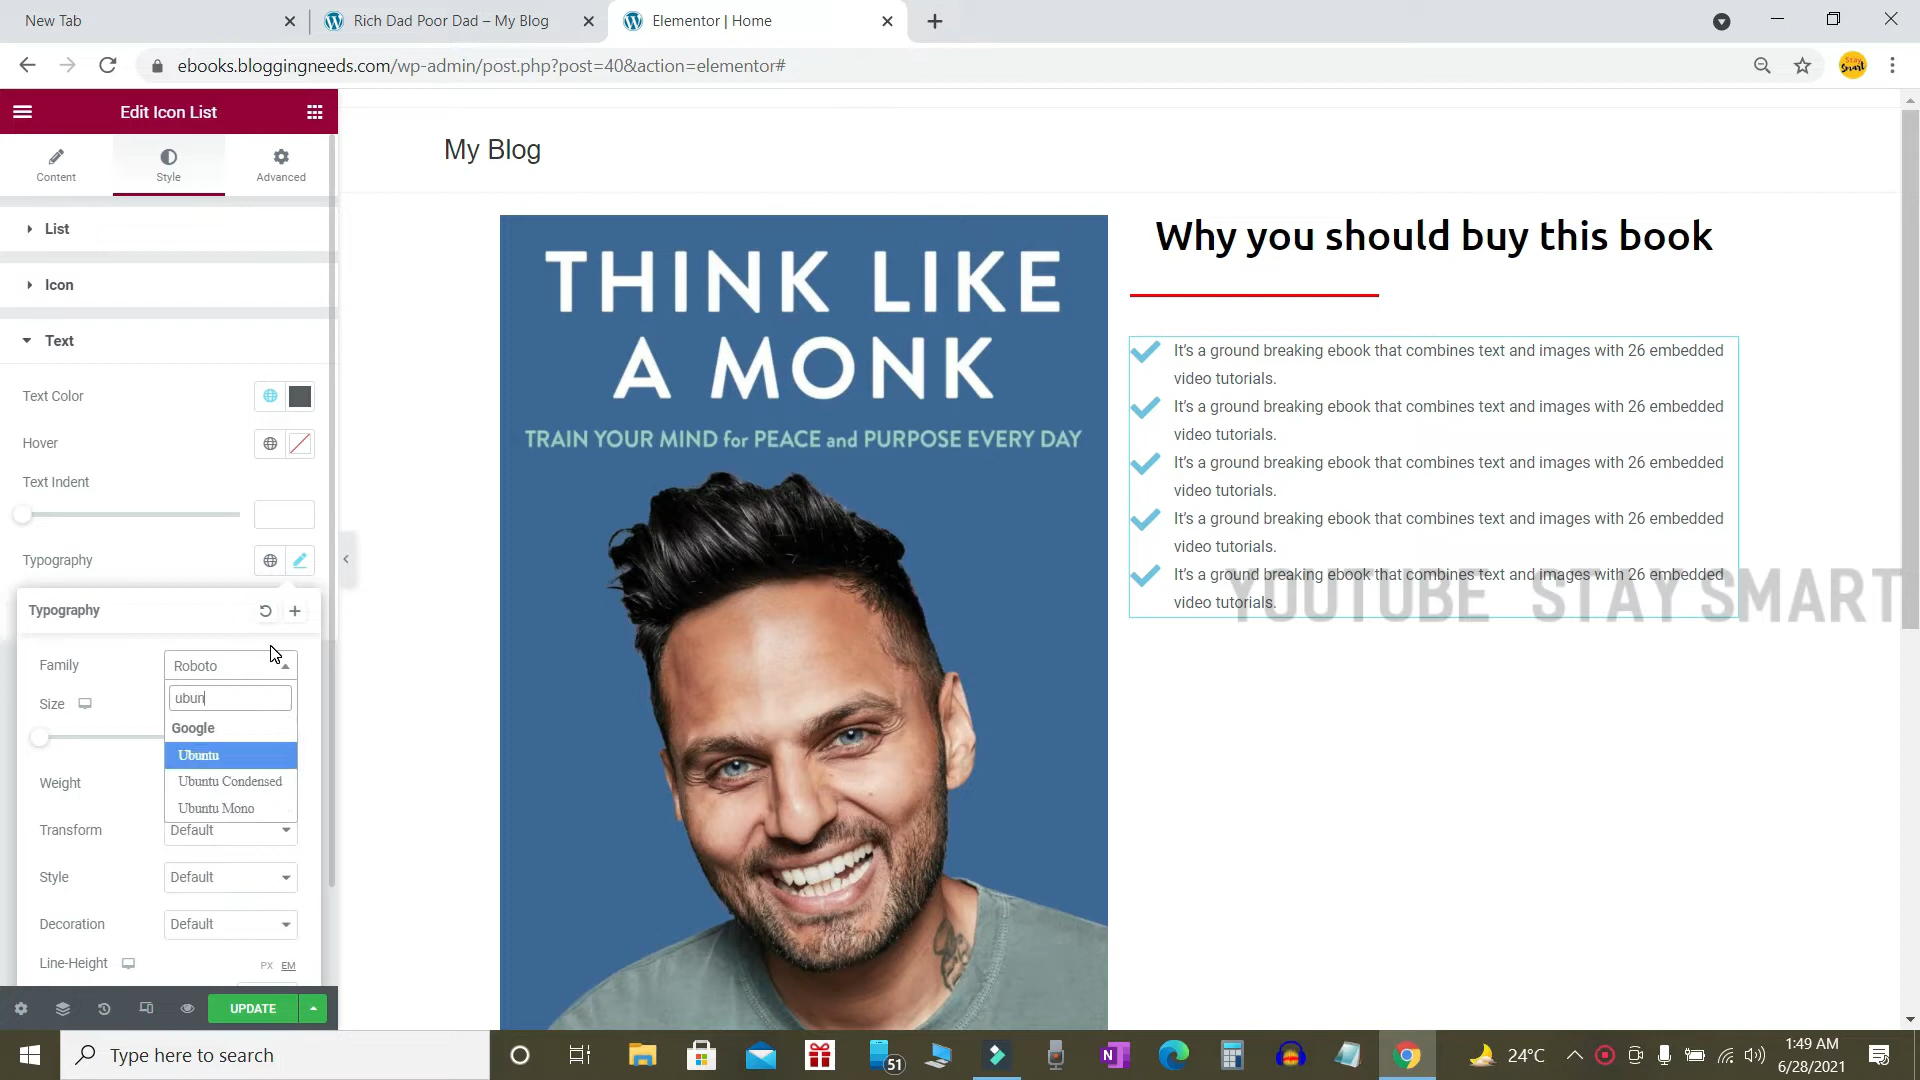 New Tab
Rich Dad Poor Dad – My Blog
Elementor | Home
ebooks.bloggingneeds.com/wp-admin/post.php?post=40&action=elementor#
Stay Smart
Edit Icon List
Content
Style
Advanced
List
Icon
Text
Text Color
Hover
Text Indent
Typography
Typography
Family
Roboto
ubun
Size
Google
Ubuntu
Ubuntu Condensed
Ubuntu Mono
Weight
Transform
Default
Style
Default
Decoration
Default
Line-Height
PX EM
UPDATE
My Blog
THINK LIKE
A MONK
TRAIN YOUR MIND for PEACE and PURPOSE EVERY DAY
Why you should buy this book
It's a ground breaking ebook that combines text and images with 26 embedded
video tutorials.
It's a ground breaking ebook that combines text and images with 26 embedded
video tutorials.
It's a ground breaking ebook that combines text and images with 26 embedded
video tutorials.
It's a ground breaking ebook that combines text and images with 26 embedded
video tutorials.
It's a ground breaking ebook that combines text and images with 26 embedded
video tutorials.
YOUTUBE STAY SMART
Type here to search
51
24°C
1:49 AM
6/28/2021